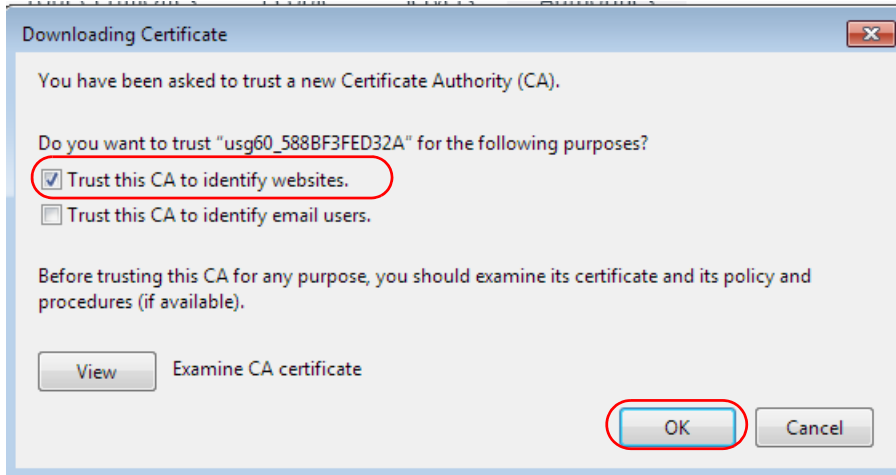 Downloading Certificate
You have been asked to trust a new Certificate Authority (CA).
Do you want to trust "usg60_588BF3FED32A" for the following purposes?
Trust this CA to identify websites.
Trust this CA to identify email users.
Before trusting this CA for any purpose, you should examine its certificate and its policy and
procedures (if available).
View Examine CA certificate
OK Cancel